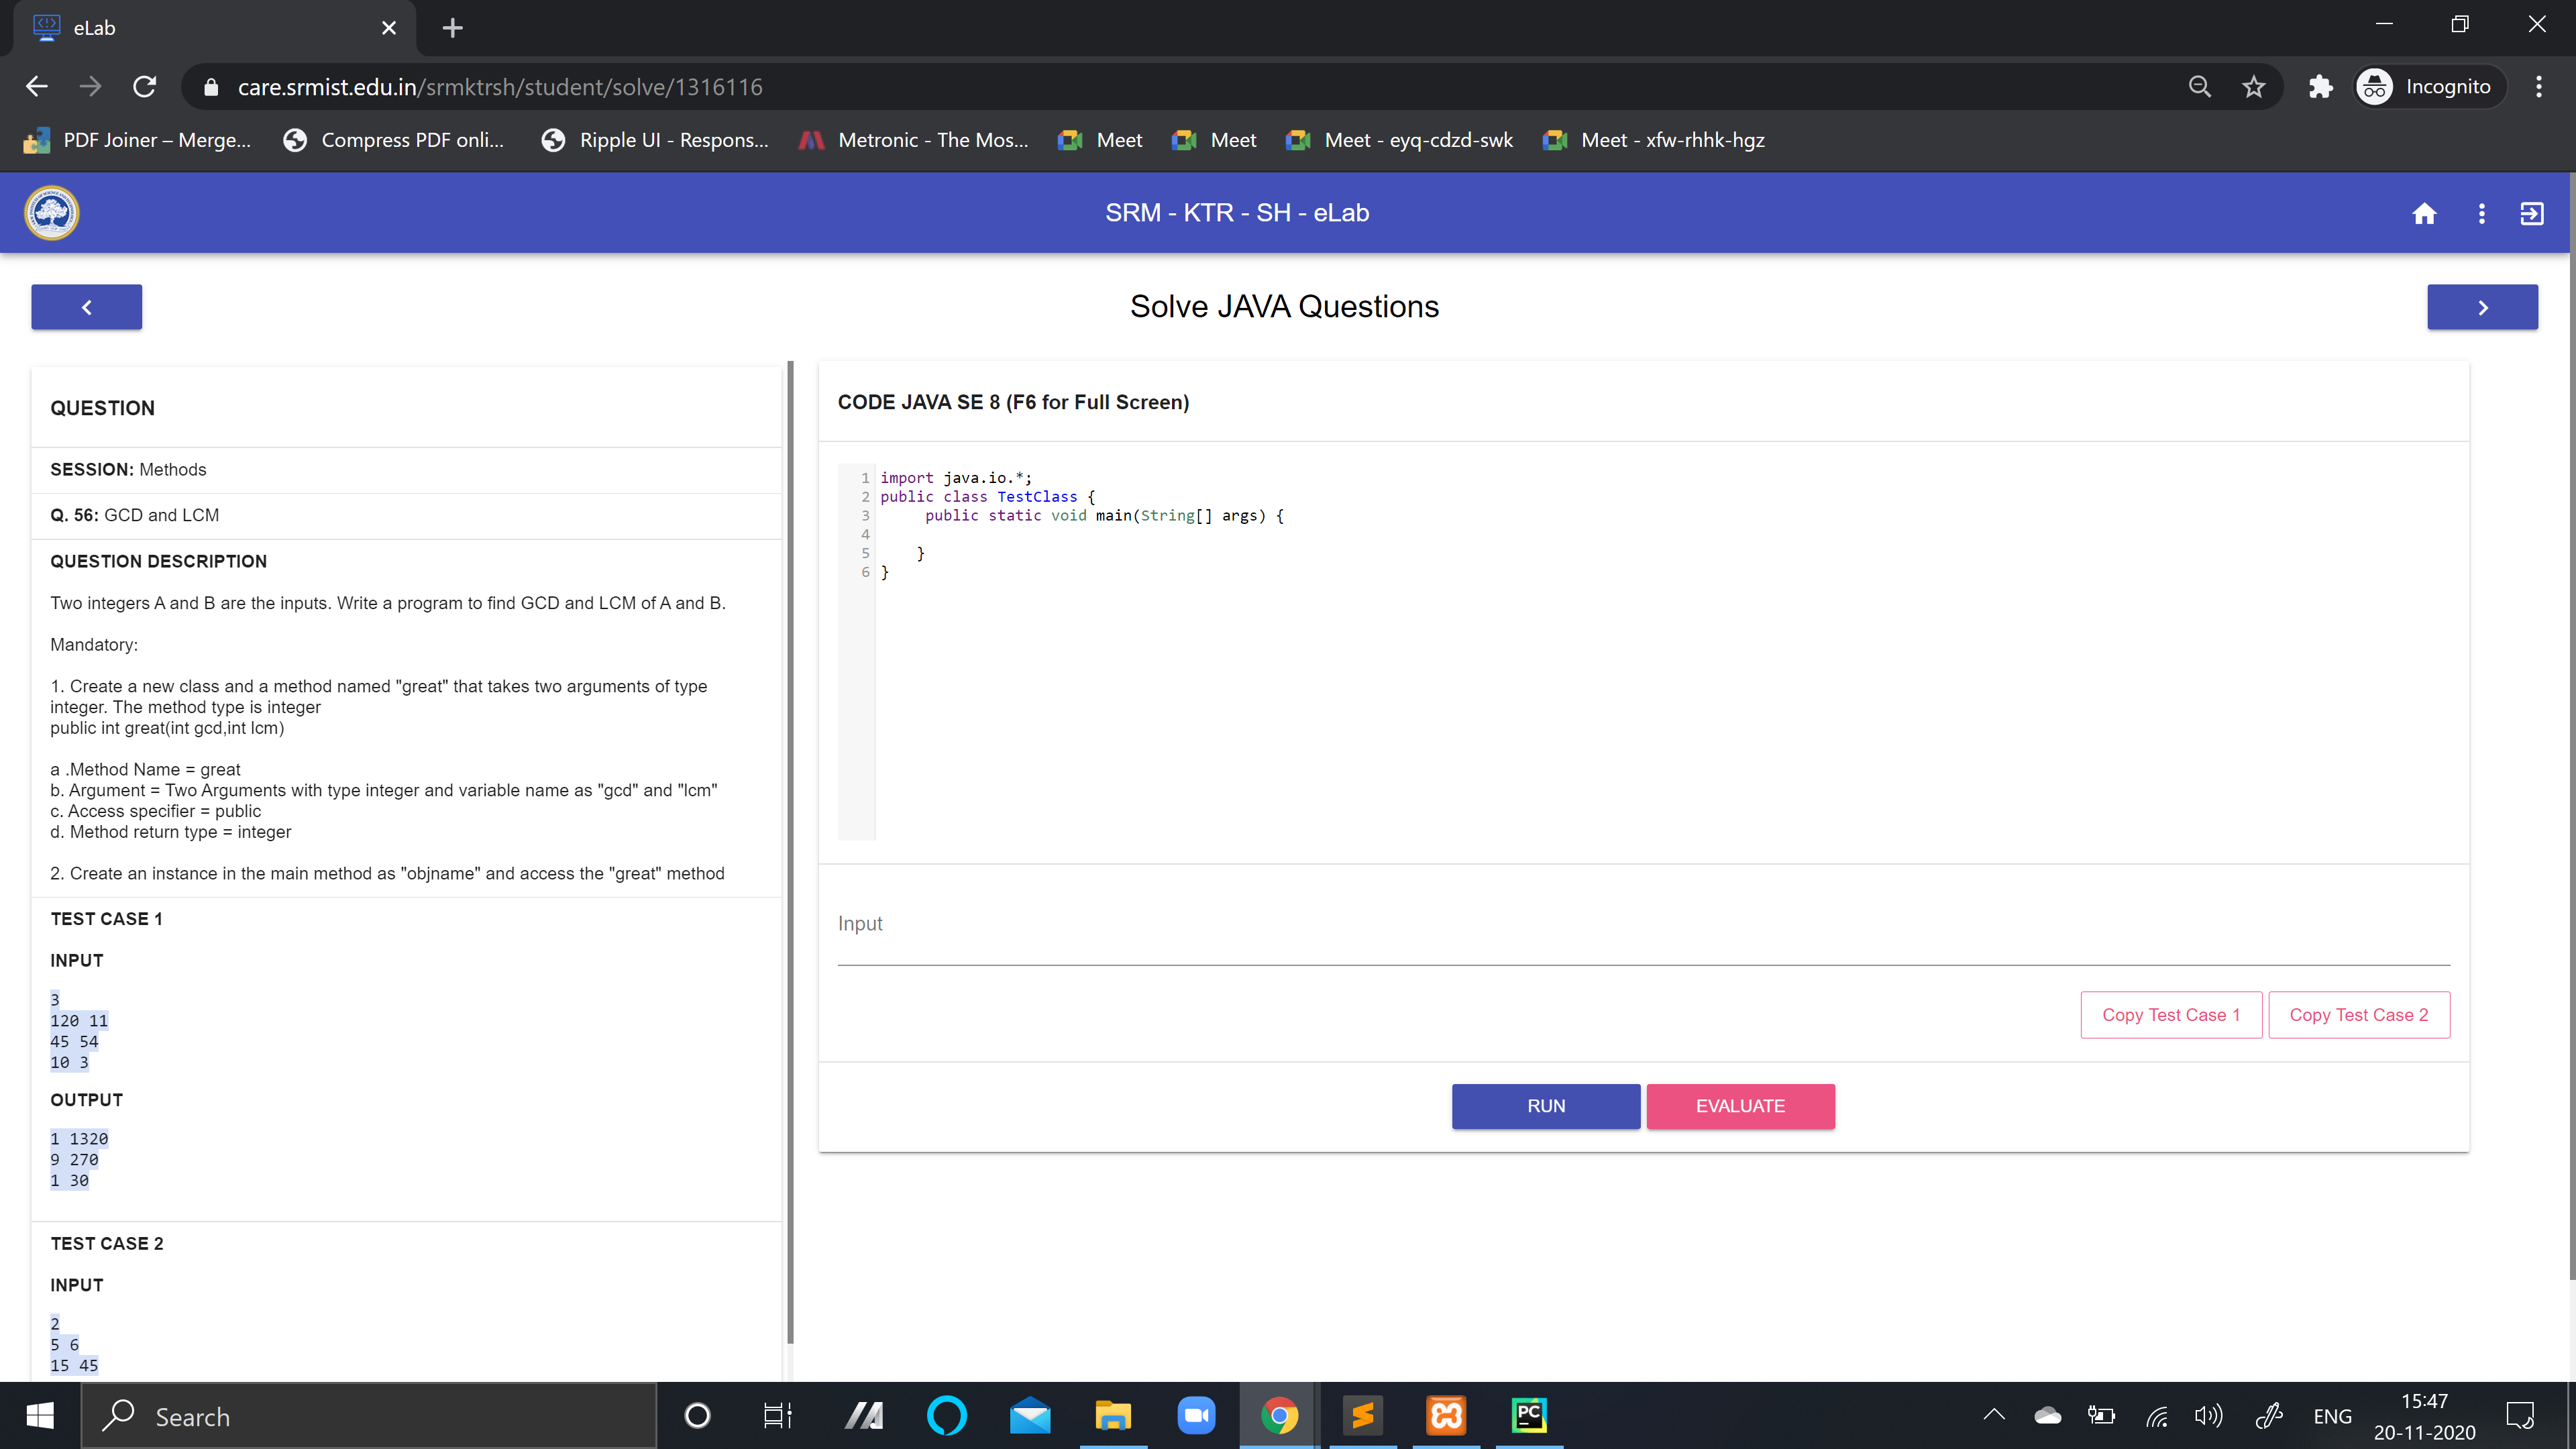 eLab
care.srmist.edu.in/srmktrsh/student/solve/1316116
Incognito
PDF Joiner – Merge...
Compress PDF onli...
Ripple UI - Respons...
Metronic - The Mos...
Meet
Meet
Meet - eyq-cdzd-swk
Meet - xfw-rhhk-hgz
SRM - KTR - SH - eLab
Solve JAVA Questions
QUESTION
SESSION: Methods
Q. 56: GCD and LCM
QUESTION DESCRIPTION
Two integers A and B are the inputs. Write a program to find GCD and LCM of A and B.
Mandatory:
1. Create a new class and a method named "great" that takes two arguments of type
integer. The method type is integer
public int great(int gcd,int lcm)
a .Method Name = great
b. Argument = Two Arguments with type integer and variable name as "gcd" and "lcm"
c. Access specifier = public
d. Method return type = integer
2. Create an instance in the main method as "objname" and access the "great" method
TEST CASE 1
INPUT
3
120 11
45 54
10 3
OUTPUT
1 1320
9 270
1 30
TEST CASE 2
INPUT
2
5 6
15 45
CODE JAVA SE 8 (F6 for Full Screen)
1 import java.io.*;
2 public class TestClass {
3 public static void main(String[] args) {
4
5 }
6 }
Input
Copy Test Case 1
Copy Test Case 2
RUN
EVALUATE
Search
PC
ENG
15:47
20-11-2020